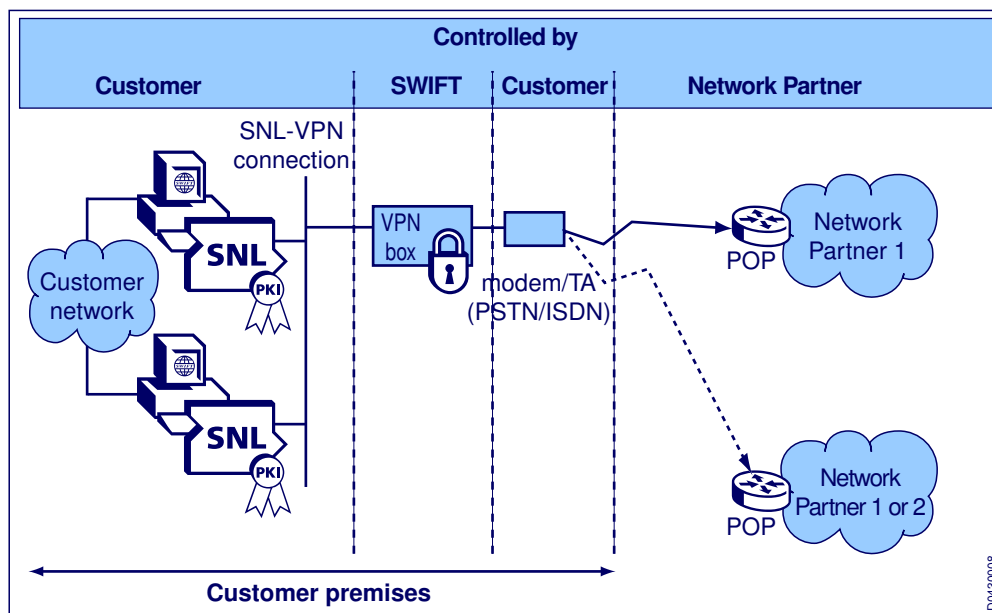 Controlled by
Customer
SWIFT
Customer
Network Partner
SNL-VPN
connection
SNL
PKI
Customer
network
SNL
PKI
VPN
box
modem/TA
(PSTN/ISDN)
POP
Network
Partner 1
POP
Network
Partner 1 or 2
Customer premises